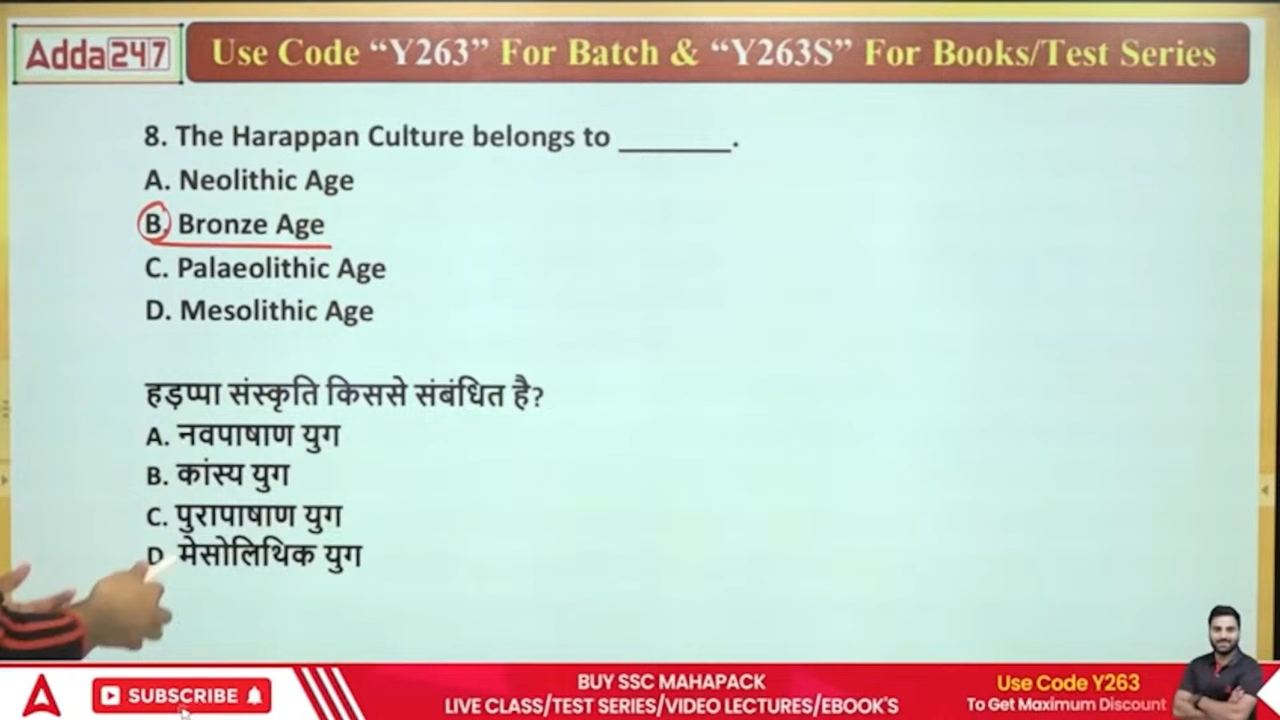 Adda247
Use Code “Y263” For Batch & “Y263S” For Books/Test Series
8. The Harappan Culture belongs to _______.
A. Neolithic Age
B. Bronze Age
C. Palaeolithic Age
D. Mesolithic Age
हड़प्पा संस्कृति किससे संबंधित है?
A. नवपाषाण युग
B. कांस्य युग
C. पुरापाषाण युग
D. मेसोलिथिक युग
SUBSCRIBE
BUY SSC MAHAPACK
LIVE CLASS/TEST SERIES/VIDEO LECTURES/EBOOK'S
Use Code Y263
To Get Maximum Discount